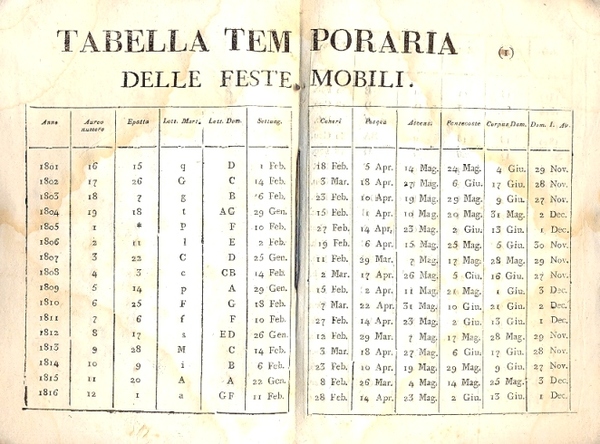 TABELLA TEMPORARIA (1)
DELLE FESTE MOBILI.
Anno Aureo numero Epatta Lett. Mart. Lett. Dom. Settuag. Ceneri Pasqua Ascens. Pentecoste Corpus Dom. Dom. I. Av.
1801 16 15 q D 1 Feb. 18 Feb. 5 Apr. 14 Mag. 24 Mag. 4 Giu. 29 Nov.
1802 17 26 G C 14 Feb. 3 Mar. 18 Apr. 27 Mag. 6 Giu. 17 Giu. 28 Nov.
1803 18 7 g B 6 Feb. 23 Feb. 10 Apr. 19 Mag. 29 Mag. 9 Giu. 27 Nov.
1804 19 18 t AG 29 Gen. 15 Feb. 1 Apr. 10 Mag. 20 Mag. 31 Mag. 2 Dec.
1805 1 * P F 10 Feb. 27 Feb. 14 Apr. 23 Mag. 2 Giu. 13 Giu. 1 Dec.
1806 2 11 l E 2 Feb. 19 Feb. 6 Apr. 15 Mag. 25 Mag. 5 Giu. 30 Nov.
1807 3 22 C D 25 Gen. 11 Feb. 29 Mar. 7 Mag. 17 Mag. 28 Mag. 29 Nov.
1808 4 3 c CB 14 Feb. 2 Mar. 17 Apr. 26 Mag. 5 Giu. 16 Giu. 27 Nov.
1809 5 14 p A 29 Gen. 15 Feb. 2 Apr. 11 Mag. 21 Mag. 1 Giu. 3 Dec.
1810 6 25 F G 18 Feb. 7 Mar. 22 Apr. 31 Mag. 10 Giu. 21 Giu. 2 Dec.
1811 7 6 f F 10 Feb. 27 Feb. 14 Apr. 23 Mag. 2 Giu. 13 Giu. 1 Dec.
1812 8 17 s ED 26 Gen. 12 Feb. 29 Mar. 7 Mag. 17 Mag. 28 Mag. 29 Nov.
1813 9 28 M C 14 Feb. 3 Mar. 18 Apr. 27 Mag. 6 Giu. 17 Giu. 28 Nov.
1814 10 9 i B 6 Feb. 23 Feb. 10 Apr. 19 Mag. 29 Mag. 9 Giu. 27 Nov.
1815 11 20 A A 22 Gen. 8 Feb. 26 Mar. 4 Mag. 14 Mag. 25 Mag. 3 Dec.
1816 12 1 a GF 11 Feb. 28 Feb. 14 Apr. 23 Mag. 2 Giu. 13 Giu. 1 Dec.